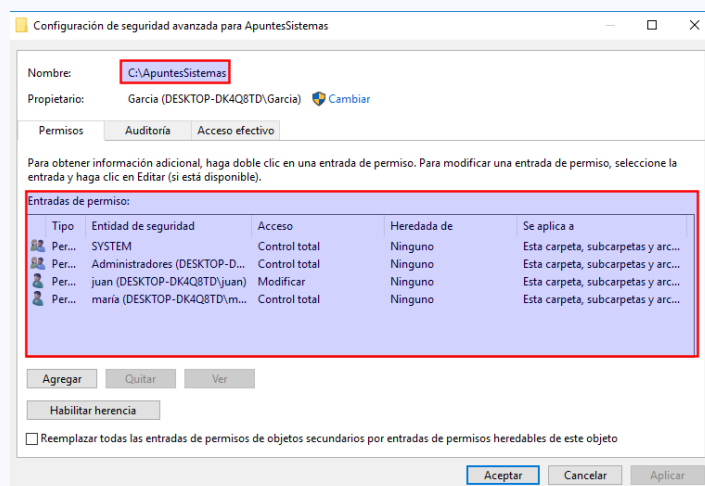 Configuración de seguridad avanzada para ApuntesSistemas
Nombre: C:\ApuntesSistemas
Propietario: Garcia (DESKTOP-DK4Q8TD\Garcia) Cambiar
Permisos Auditoría Acceso efectivo
Para obtener información adicional, haga doble clic en una entrada de permiso. Para modificar una entrada de permiso, seleccione la
entrada y haga clic en Editar (si está disponible).
Entradas de permiso:
Tipo Entidad de seguridad Acceso Heredada de Se aplica a
Per... SYSTEM Control total Ninguno Esta carpeta, subcarpetas y arc...
Per... Administradores (DESKTOP-D... Control total Ninguno Esta carpeta, subcarpetas y arc...
Per... juan (DESKTOP-DK4Q8TD\juan) Modificar Ninguno Esta carpeta, subcarpetas y arc...
Per... maría (DESKTOP-DK4Q8TD\m... Control total Ninguno Esta carpeta, subcarpetas y arc...
Agregar Quitar Ver
Habilitar herencia
Reemplazar todas las entradas de permisos de objetos secundarios por entradas de permisos heredables de este objeto
Aceptar Cancelar Aplicar